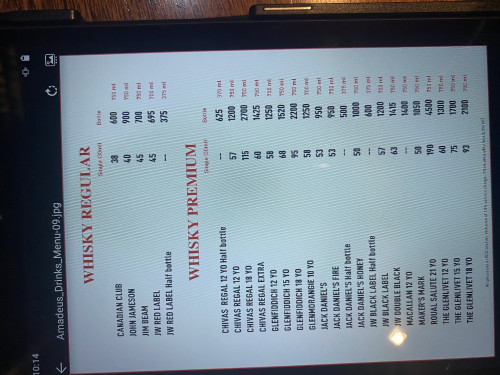 10:14
Amadeus_Drinks_Menu-09.jpg
WHISKY REGULAR
Single (30ml) Bottle
CANADIAN CLUB 38 600 750 ml
JOHN JAMESON 40 900 750 ml
JIM BEAM 45 700 750 ml
JW RED LABEL 45 695 750 ml
JW RED LABEL Half bottle --- 375 375 ml
WHISKY PREMIUM
Single (30ml) Bottle
CHIVAS REGAL 12 YO Half bottle --- 625 375 ml
CHIVAS REGAL 12 YO 57 1200 750 ml
CHIVAS REGAL 18 YO 115 2700 750 ml
CHIVAS REGAL EXTRA 60 1425 750 ml
GLENFIDDICH 12 YO 58 1250 750 ml
GLENFIDDICH 15 YO 68 1520 750 ml
GLENFIDDICH 18 YO 95 2200 750 ml
GLENMORANGIE 10 YO 58 1250 750 ml
JACK DANIEL'S 53 950 750 ml
JACK DANIEL'S FIRE 53 950 750 ml
JACK DANIEL'S Half bottle --- 500 375 ml
JACK DANIEL'S HONEY 58 1000 750 ml
JW BLACK LABEL Half bottle --- 600 375 ml
JW BLACK LABEL 57 1200 750 ml
JW DOUBLE BLACK 63 1415 750 ml
MACALLAN 12 YO --- 1400 750 ml
MAKER'S MARK 58 1050 750 ml
ROYAL SALUTE 21 YO 190 4500 750 ml
THE GLENLIVET 12 YO 60 1300 750 ml
THE GLENLIVET 15 YO 75 1700 750 ml
THE GLENLIVET 18 YO 93 2100 750 ml